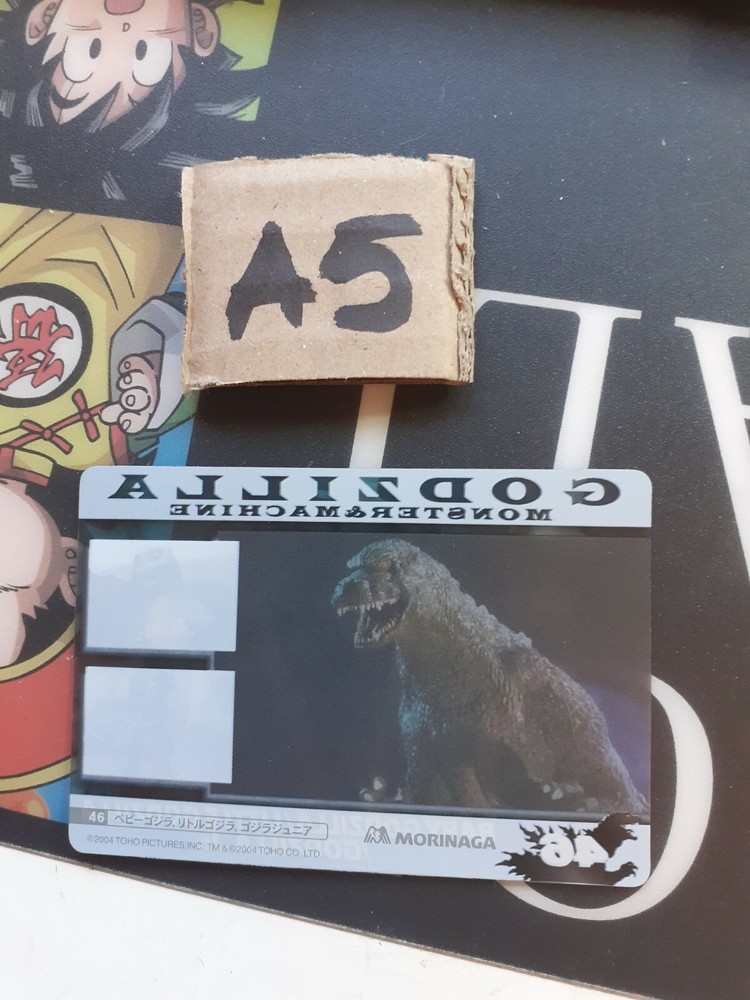 A5
GODZILLA
MONSTER&MACHINE
46 ベビーゴジラ, リトルゴジラ, ゴジラジュニア
©2004 TOHO PICTURES,INC. TM & ©2004 TOHO CO. LTD
MORINAGA
46